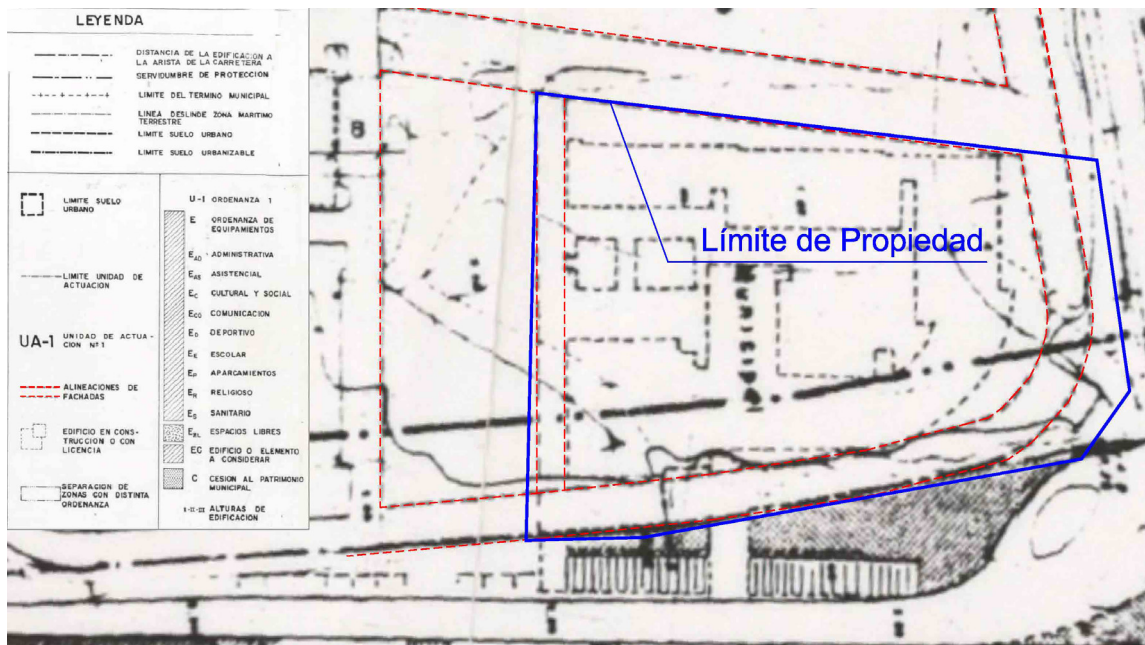 LEYENDA
DISTANCIA DE LA EDIFICACION A
LA ARISTA DE LA CARRETERA
SERVIDUMBRE DE PROTECCION
LIMITE DEL TERMINO MUNICIPAL
LINEA DESLINDE ZONA MARITIMO
TERRESTRE
LIMITE SUELO URBANO
LIMITE SUELO URBANIZABLE
LIMITE SUELO
URBANO
LIMITE UNIDAD DE
ACTUACION
UA-1 UNIDAD DE ACTUA-
CION Nº1
ALINEACIONES DE
FACHADAS
EDIFICIO EN CONS-
TRUCCION O CON
LICENCIA
SEPARACION DE
ZONAS CON DISTINTA
ORDENANZA
U-I ORDENANZA 1
E ORDENANZA DE
EQUIPAMIENTOS
EAD ADMINISTRATIVA
EAS ASISTENCIAL
EC CULTURAL Y SOCIAL
ECO COMUNICACION
ED DEPORTIVO
EE ESCOLAR
EP APARCAMIENTOS
ER RELIGIOSO
ES SANITARIO
EEL ESPACIOS LIBRES
EC EDIFICIO O ELEMENTO
A CONSIDERAR
C CESION AL PATRIMONIO
MUNICIPAL
I-II-III ALTURAS DE
EDIFICACION
8
Límite de Propiedad